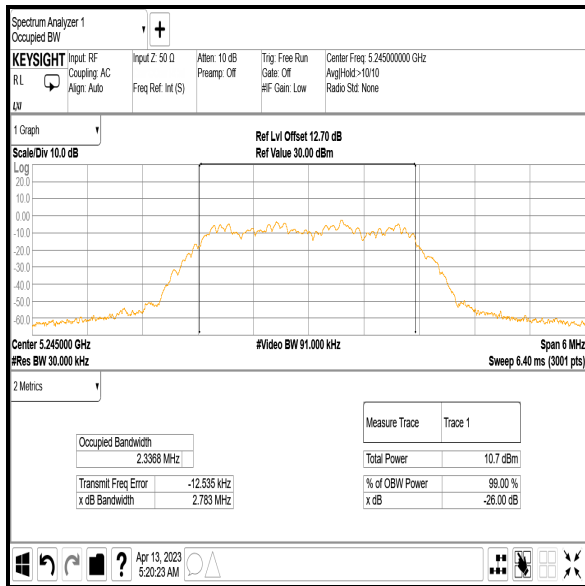 Spectrum Analyzer 1
Occupied BW
KEYSIGHT
RL
LXI
Input: RF
Coupling: AC
Align: Auto
Input Z: 50 Ω
Freq Ref: Int (S)
Atten: 10 dB
Preamp: Off
Trig: Free Run
Gate: Off
#IF Gain: Low
Center Freq: 5.245000000 GHz
Avg|Hold:>10/10
Radio Std: None
1 Graph
Scale/Div 10.0 dB
Ref Lvl Offset 12.70 dB
Ref Value 30.00 dBm
Log
20.0
10.0
0.00
-10.0
-20.0
-30.0
-40.0
-50.0
-60.0
Center 5.245000 GHz
#Res BW 30.000 kHz
#Video BW 91.000 kHz
Span 6 MHz
Sweep 6.40 ms (3001 pts)
2 Metrics
Occupied Bandwidth
2.3368 MHz
Transmit Freq Error -12.535 kHz
x dB Bandwidth 2.783 MHz
Measure Trace Trace 1
Total Power 10.7 dBm
% of OBW Power 99.00 %
x dB -26.00 dB
?
Apr 13, 2023
5:20:23 AM